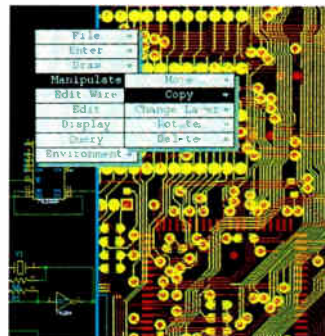 File
Enter
Draw
Manipulate
Edit Wire
Edit
Display
Query
Environment
Move
Copy
Change Layer
Rotate
Delete